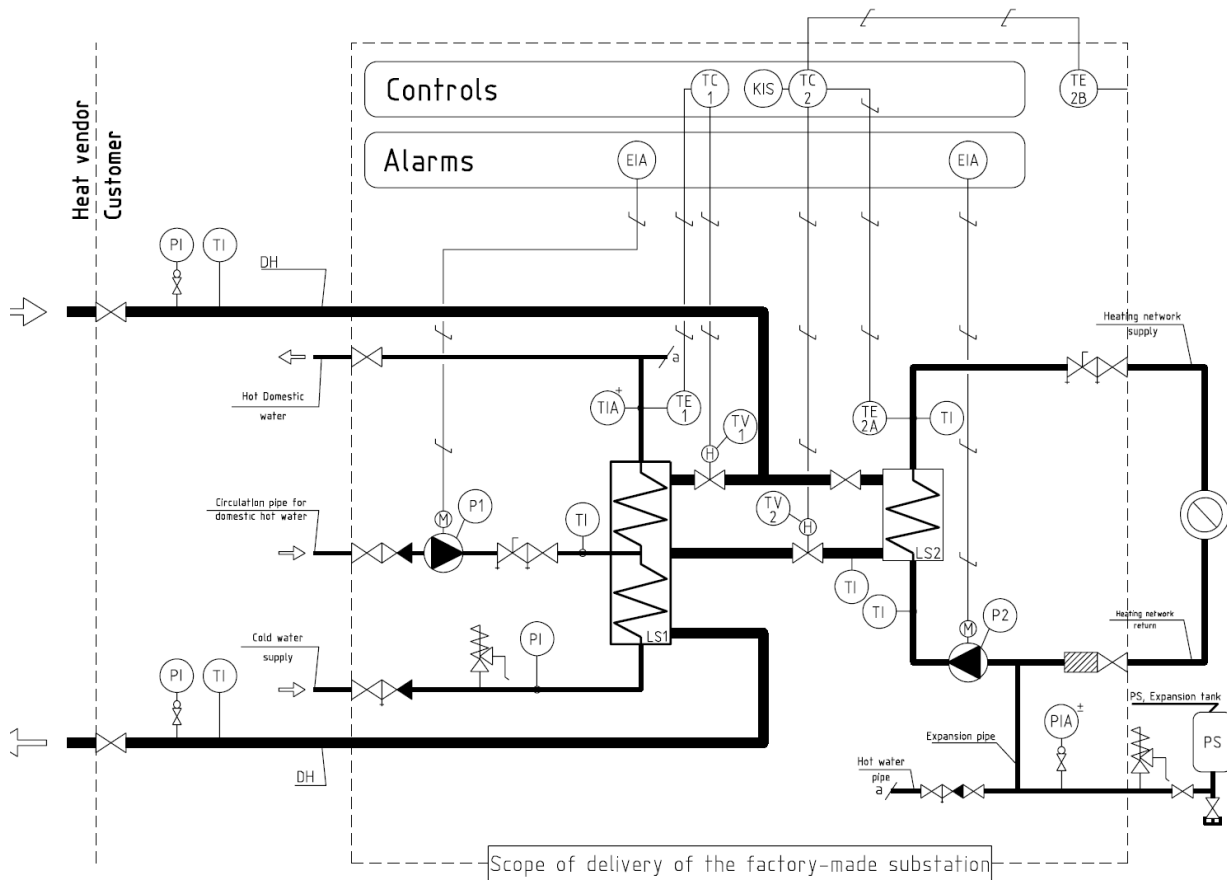 Controls
TC
1
KIS
TC
2
TE
2B
Alarms
EIA
EIA
Heat vendor
Customer
PI
TI
DH
Heating network
supply
a
Hot Domestic
water
TIA
+
TE
1
TV
1
TE
2A
TI
Circulation pipe for
domestic hot water
M
P1
TI
H
TV
2
H
LS2
TI
TI
P2
M
Heating network
return
Cold water
supply
PI
LS1
PI
TI
DH
PS, Expansion tank
PIA
±
PS
Expansion pipe
Hot water
pipe
a
Scope of delivery of the factory-made substation